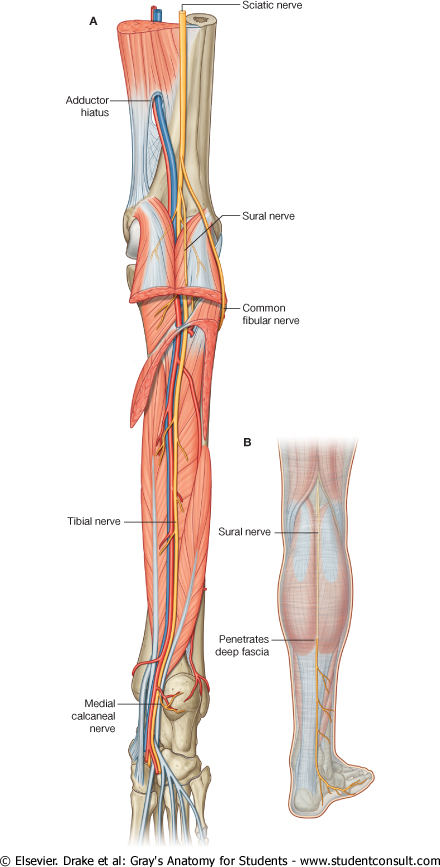 A
Sciatic nerve
Adductor
hiatus
Sural nerve
Common
fibular nerve
B
Tibial nerve
Sural nerve
Penetrates
deep fascia
Medial
calcaneal
nerve
© Elsevier. Drake et al: Gray's Anatomy for Students - www.studentconsult.com